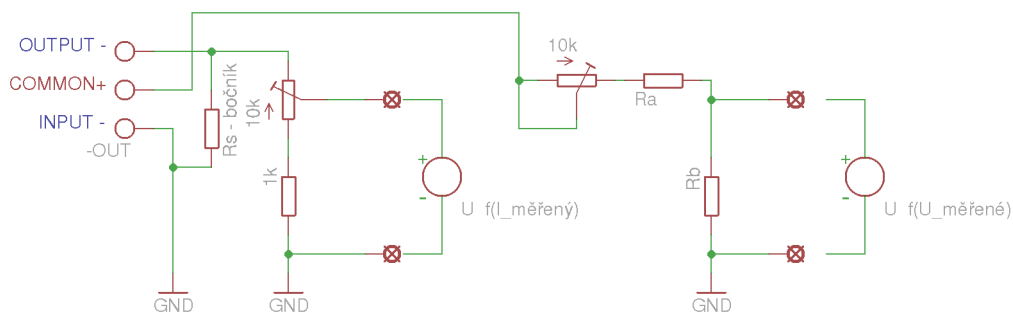 OUTPUT -
COMMON+
INPUT -
-OUT
Rs - bočník
10k
1k
U f(I_měřený)
10k
Ra
Rb
U f(U_měřené)
+
-
+
-
GND
GND
GND